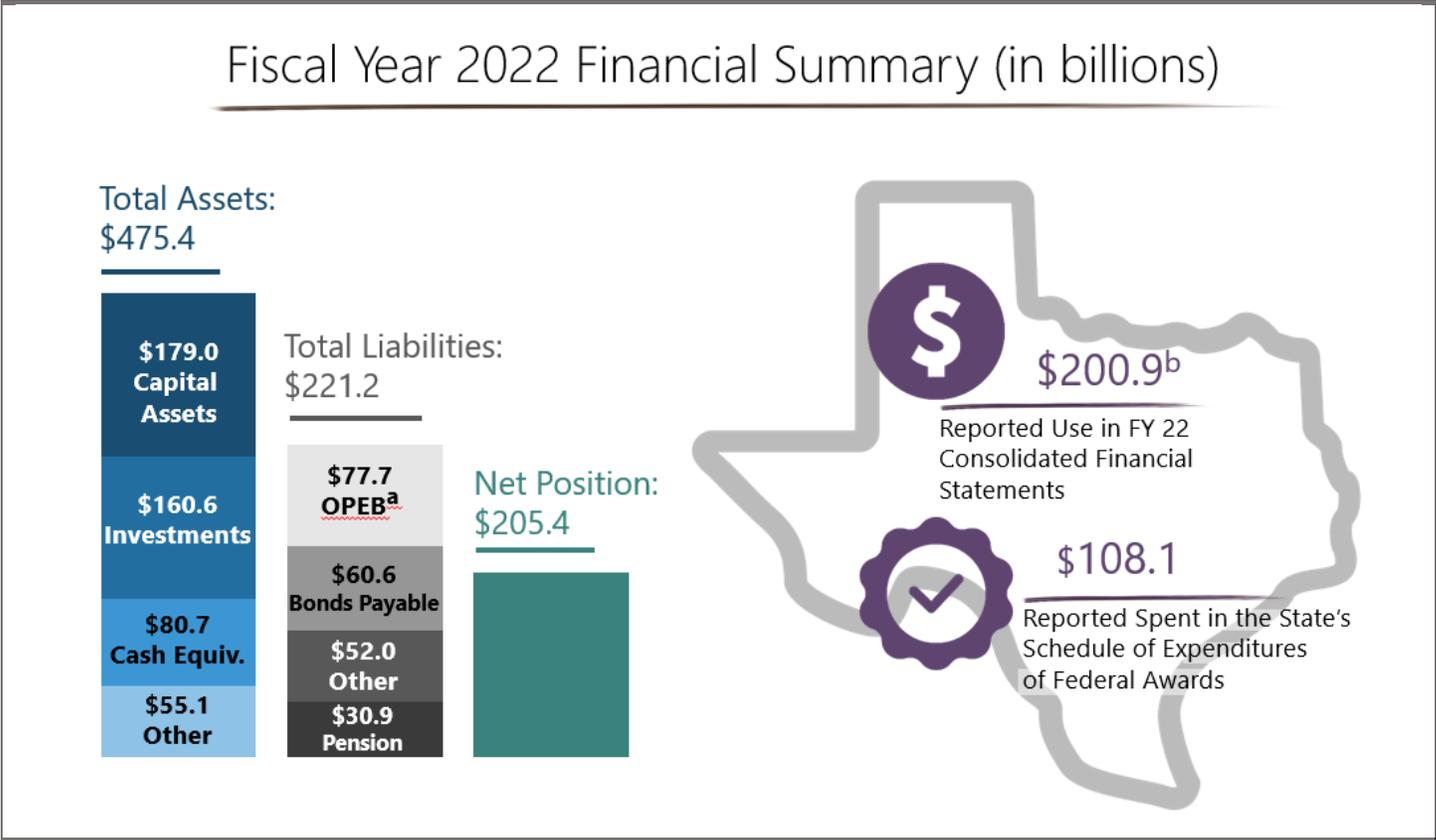 Fiscal Year 2022 Financial Summary (in billions)
Total Assets:
$475.4
$179.0
Capital
Assets
$160.6
Investments
$80.7
Cash Equiv.
$55.1
Other
Total Liabilities:
$221.2
$77.7
OPEBᵃ
$60.6
Bonds Payable
$52.0
Other
$30.9
Pension
Net Position:
$205.4
$
$200.9ᵇ
Reported Use in FY 22
Consolidated Financial
Statements
$108.1
Reported Spent in the State’s
Schedule of Expenditures
of Federal Awards